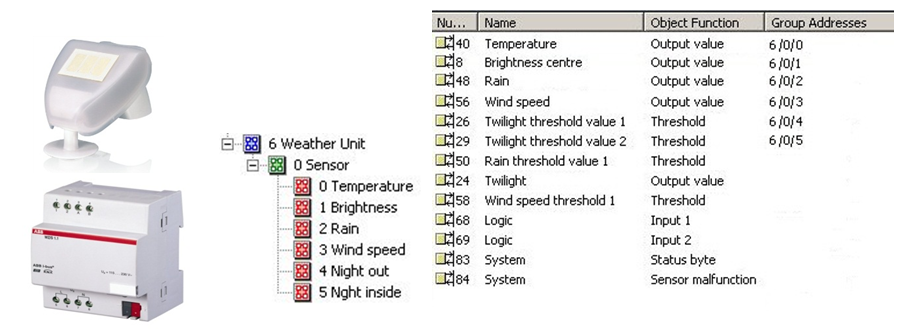 6 Weather Unit
0 Sensor
0 Temperature
1 Brightness
2 Rain
3 Wind speed
4 Night out
5 Nght inside
Nu... Name Object Function Group Addresses
40 Temperature Output value 6/0/0
8 Brightness centre Output value 6/0/1
48 Rain Output value 6/0/2
56 Wind speed Output value 6/0/3
26 Twilight threshold value 1 Threshold 6/0/4
29 Twilight threshold value 2 Threshold 6/0/5
50 Rain threshold value 1 Threshold
24 Twilight Output value
58 Wind speed threshold 1 Threshold
68 Logic Input 1
69 Logic Input 2
83 System Status byte
84 System Sensor malfunction
ABB